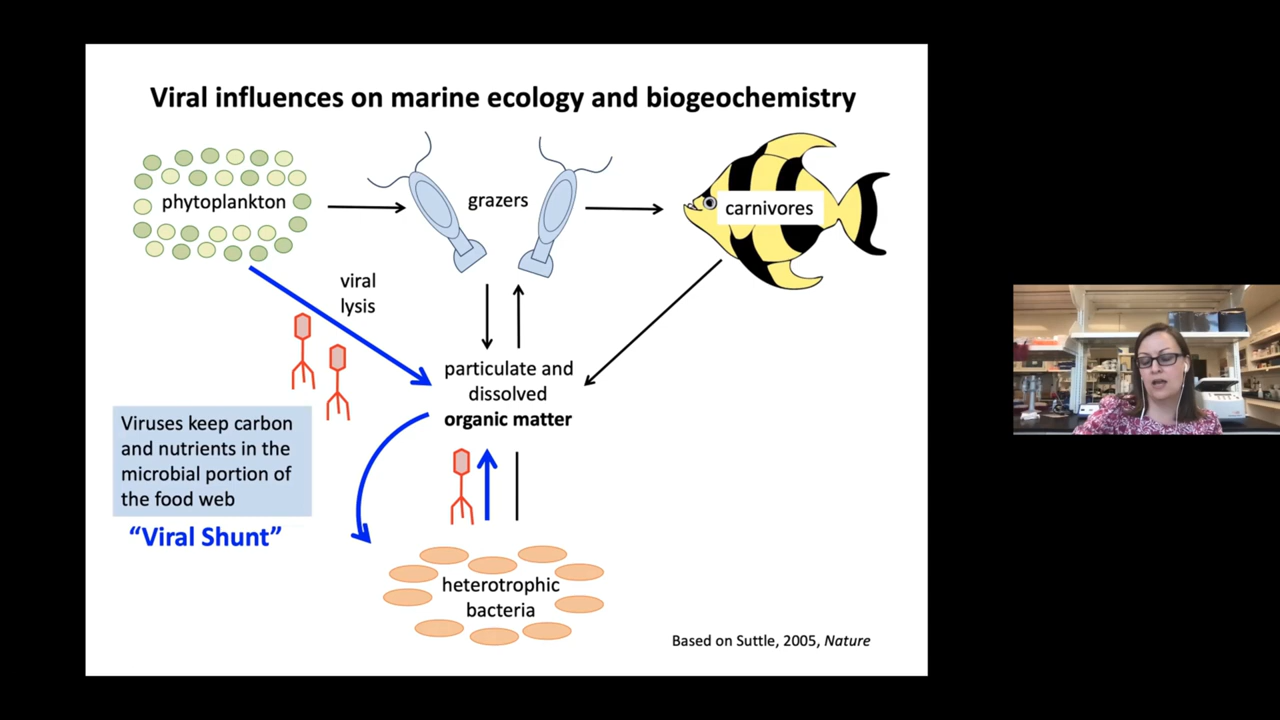 Viral influences on marine ecology and biogeochemistry
phytoplankton
grazers
carnivores
viral
lysis
particulate and
dissolved
organic matter
Viruses keep carbon
and nutrients in the
microbial portion of
the food web
“Viral Shunt”
heterotrophic
bacteria
Based on Suttle, 2005, Nature